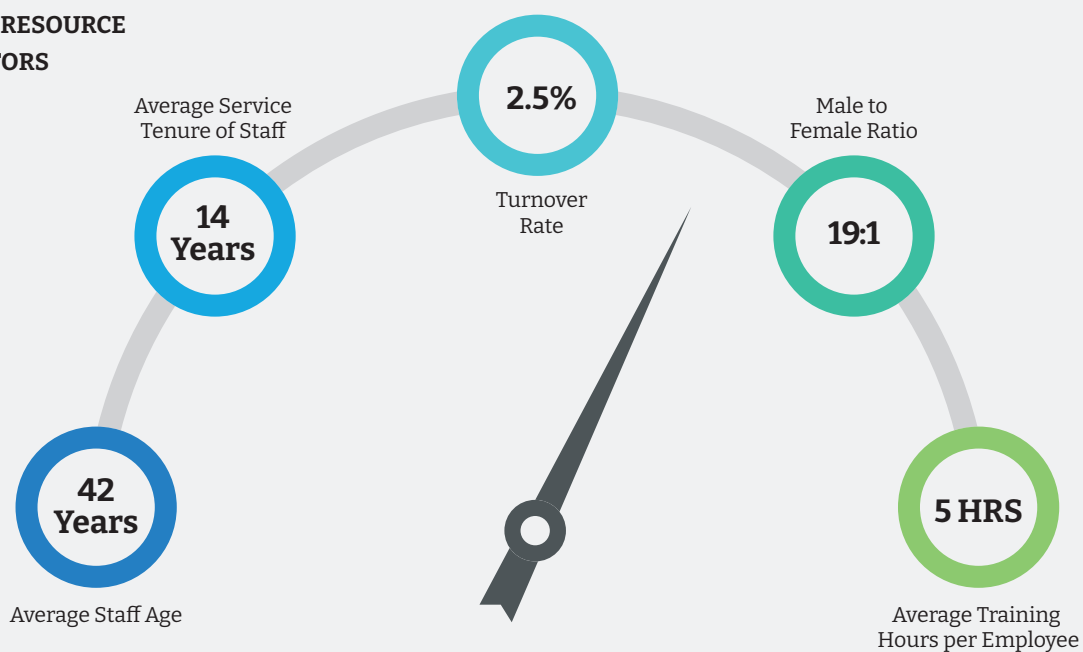 RESOURCE
Average Service
Tenure of Staff
14
Years
2.5%
Turnover
Rate
Male to
Female Ratio
19:1
42
Years
Average Staff Age
5 HRS
Average Training
Hours per Employee